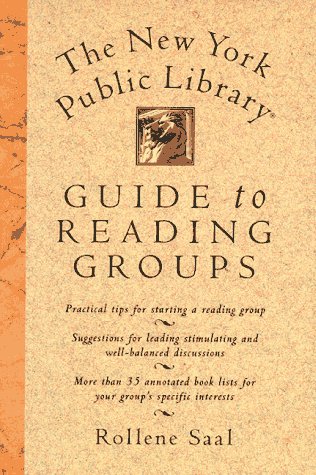 The New York
Public Library®
GUIDE to
READING
GROUPS
Practical tips for starting a reading group
Suggestions for leading stimulating and
well-balanced discussions
More than 35 annotated book lists for
your group's specific interests
Rollene Saal